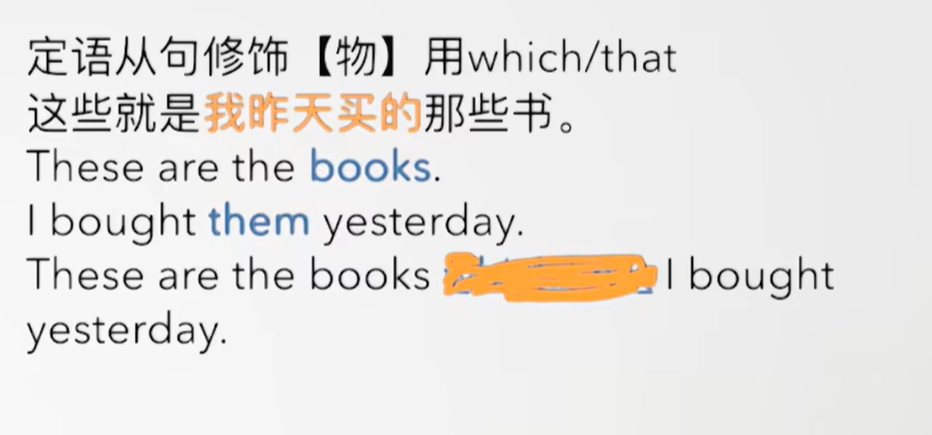 定语从句修饰【物】用which/that
这些就是我昨天买的那些书。
These are the books.
I bought them yesterday.
These are the books I bought
yesterday.